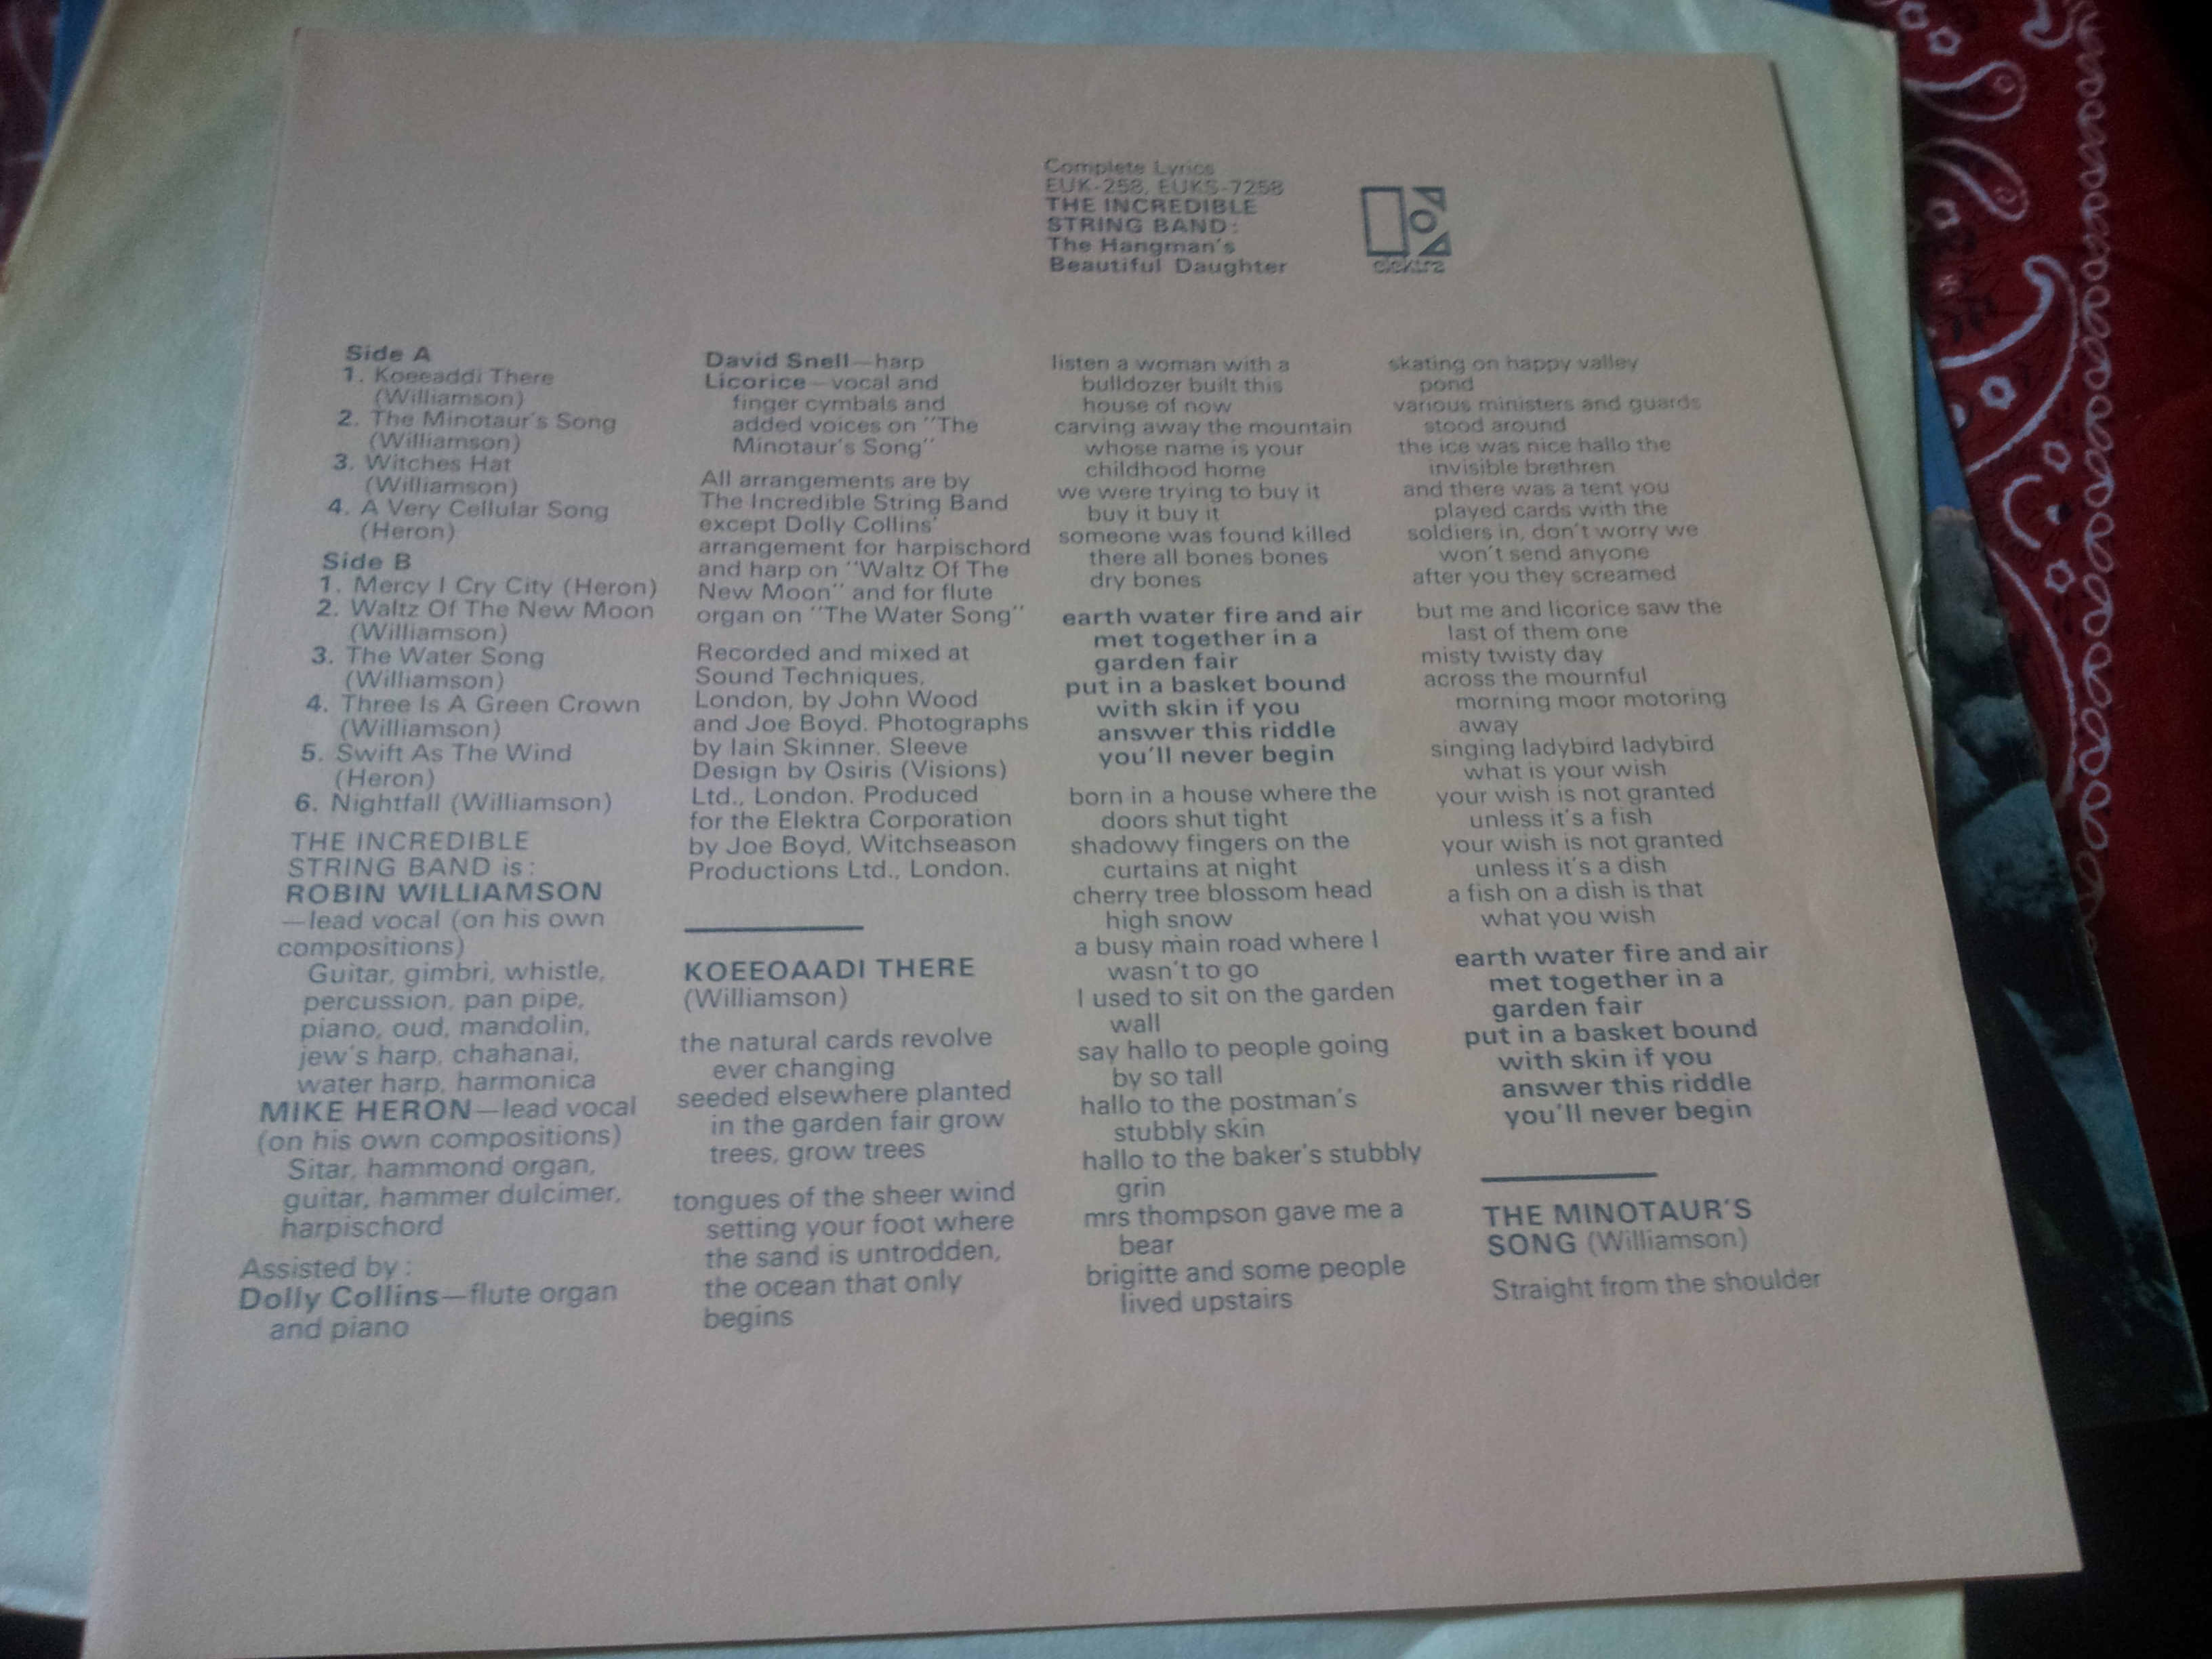 Complete Lyrics
EUK-258, EUKS-7258
THE INCREDIBLE
STRING BAND:
The Hangman's
Beautiful Daughter
elektra
Side A
1. Koeeaddi There
(Williamson)
2. The Minotaur's Song
(Williamson)
3. Witches Hat
(Williamson)
4. A Very Cellular Song
(Heron)
Side B
1. Mercy I Cry City (Heron)
2. Waltz Of The New Moon
(Williamson)
3. The Water Song
(Williamson)
4. Three Is A Green Crown
(Williamson)
5. Swift As The Wind
(Heron)
6. Nightfall (Williamson)
THE INCREDIBLE
STRING BAND is:
ROBIN WILLIAMSON
—lead vocal (on his own
compositions)
Guitar, gimbri, whistle,
percussion, pan pipe,
piano, oud, mandolin,
jew's harp, chahanai,
water harp, harmonica
MIKE HERON—lead vocal
(on his own compositions)
Sitar, hammond organ,
guitar, hammer dulcimer,
harpischord
Assisted by:
Dolly Collins—flute organ
and piano
David Snell—harp
Licorice—vocal and
finger cymbals and
added voices on "The
Minotaur's Song"
All arrangements are by
The Incredible String Band
except Dolly Collins'
arrangement for harpischord
and harp on "Waltz Of The
New Moon" and for flute
organ on "The Water Song"
Recorded and mixed at
Sound Techniques,
London, by John Wood
and Joe Boyd. Photographs
by Iain Skinner. Sleeve
Design by Osiris (Visions)
Ltd., London. Produced
for the Elektra Corporation
by Joe Boyd, Witchseason
Productions Ltd., London.
KOEEOAADI THERE
(Williamson)
the natural cards revolve
ever changing
seeded elsewhere planted
in the garden fair grow
trees, grow trees
tongues of the sheer wind
setting your foot where
the sand is untrodden,
the ocean that only
begins
listen a woman with a
bulldozer built this
house of now
carving away the mountain
whose name is your
childhood home
we were trying to buy it
buy it buy it
someone was found killed
there all bones bones
dry bones
earth water fire and air
met together in a
garden fair
put in a basket bound
with skin if you
answer this riddle
you'll never begin
born in a house where the
doors shut tight
shadowy fingers on the
curtains at night
cherry tree blossom head
high snow
a busy main road where I
wasn't to go
I used to sit on the garden
wall
say hallo to people going
by so tall
hallo to the postman's
stubbly skin
hallo to the baker's stubbly
grin
mrs thompson gave me a
bear
brigitte and some people
lived upstairs
skating on happy valley
pond
various ministers and guards
stood around
the ice was nice hallo the
invisible brethren
and there was a tent you
played cards with the
soldiers in, don't worry we
won't send anyone
after you they screamed
but me and licorice saw the
last of them one
misty twisty day
across the mournful
morning moor motoring
away
singing ladybird ladybird
what is your wish
your wish is not granted
unless it's a fish
your wish is not granted
unless it's a dish
a fish on a dish is that
what you wish
earth water fire and air
met together in a
garden fair
put in a basket bound
with skin if you
answer this riddle
you'll never begin
THE MINOTAUR'S
SONG (Williamson)
Straight from the shoulder